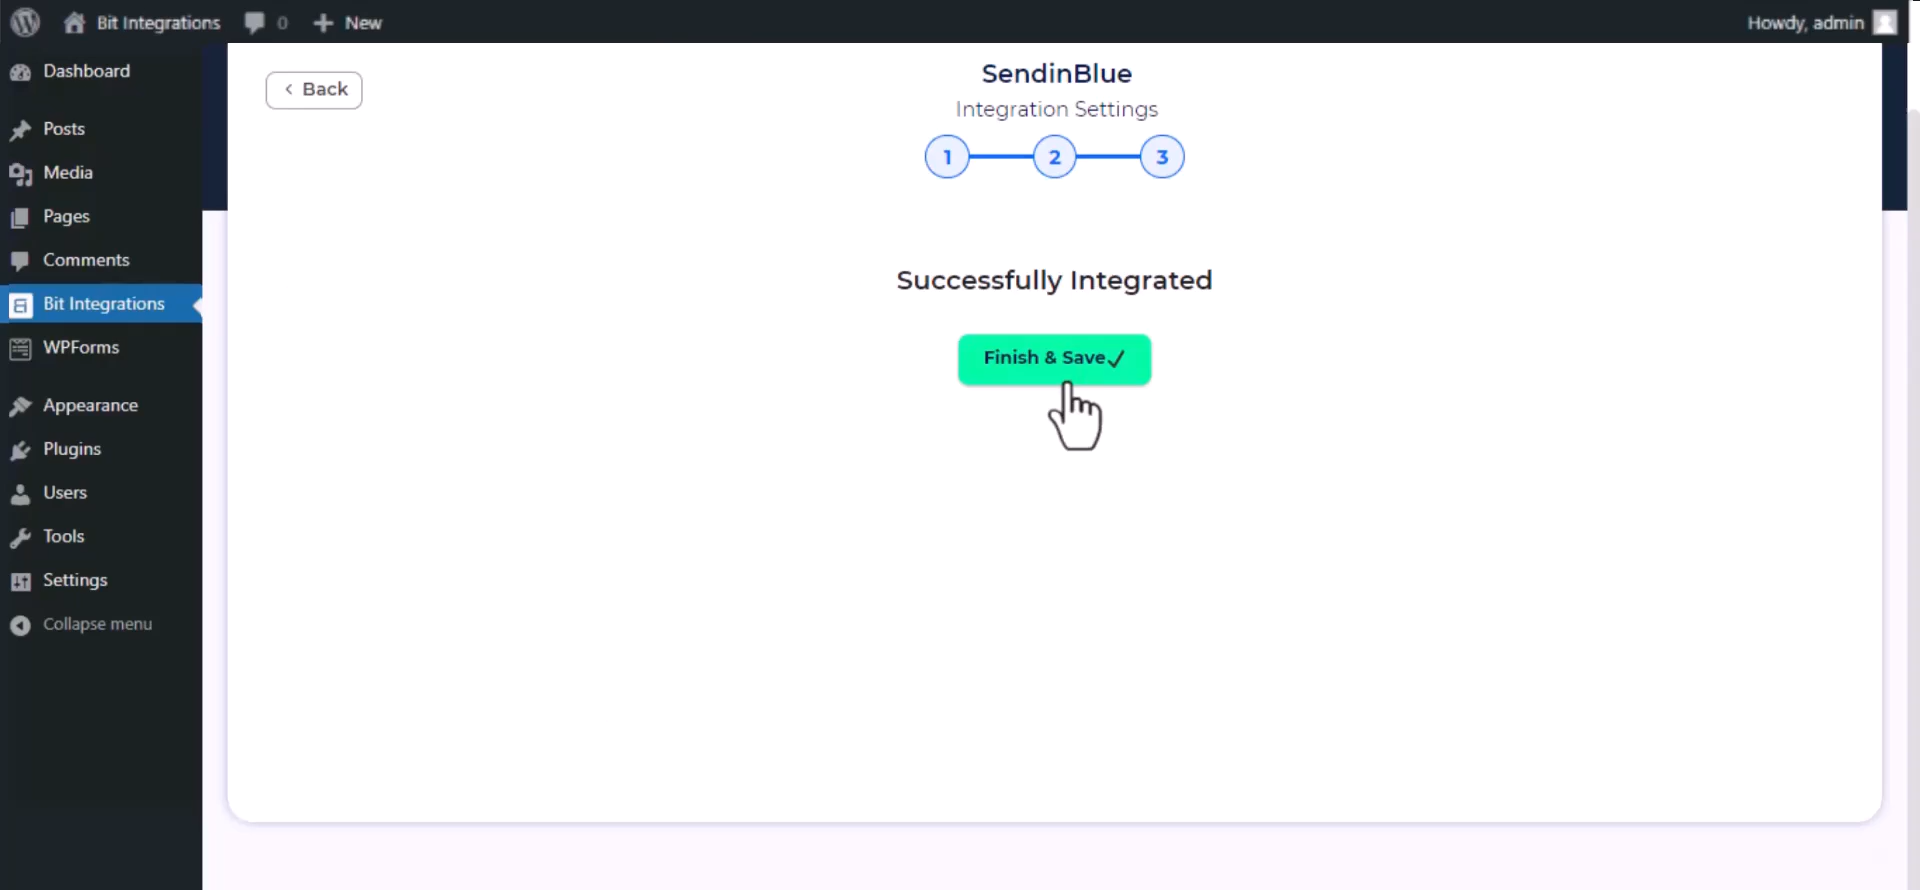 Bit Integrations
0
New
Howdy, admin
Dashboard
Posts
Media
Pages
Comments
Bit Integrations
WPForms
Appearance
Plugins
Users
Tools
Settings
Collapse menu
Back
SendinBlue
Integration Settings
1
2
3
Successfully Integrated
Finish & Save